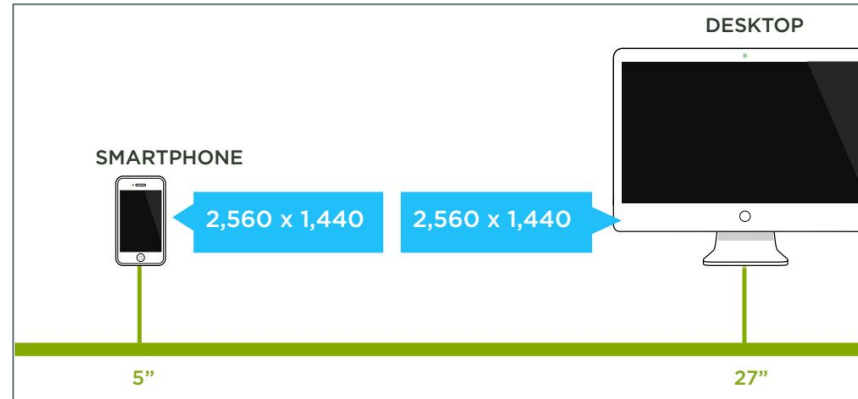 DESKTOP
SMARTPHONE
2,560 x 1,440
2,560 x 1,440
5”
27”